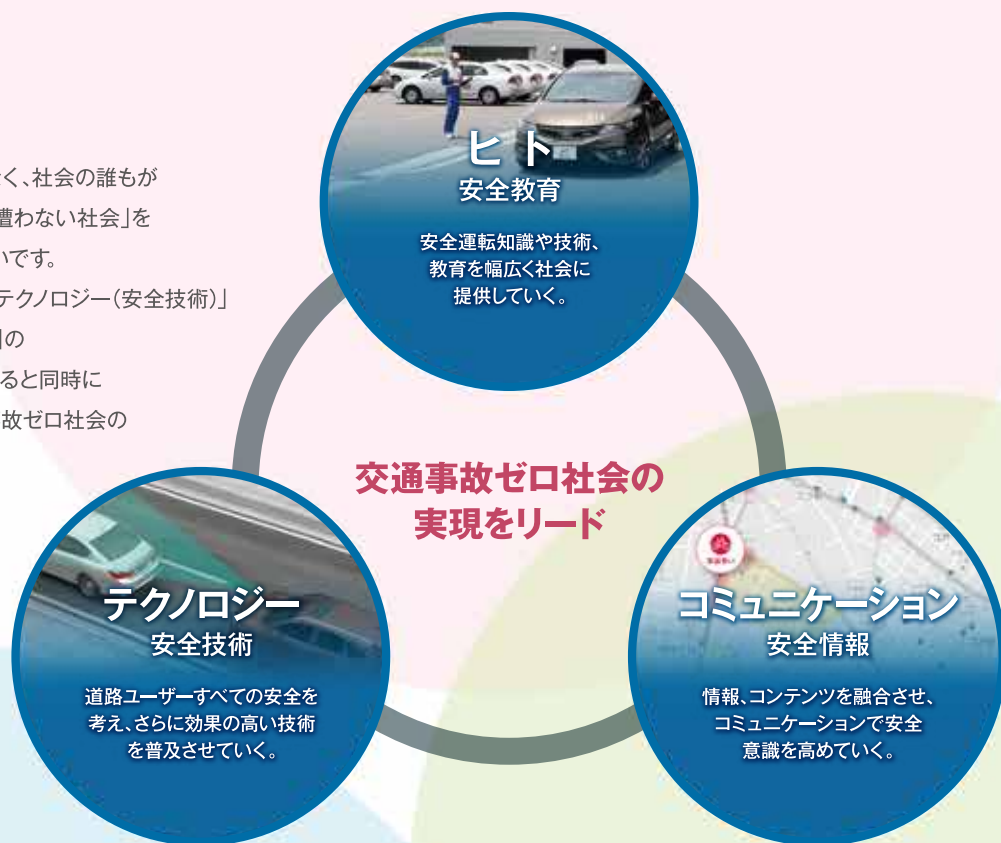 く、社会の誰もが
遭わない社会」を
いです。
テクノロジー（安全技術）」
の
ると同時に
故ゼロ社会の
ヒト
安全教育
安全運転知識や技術、
教育を幅広く社会に
提供していく。
交通事故ゼロ社会の
実現をリード
テクノロジー
安全技術
道路ユーザーすべての安全を
考え、さらに効果の高い技術
を普及させていく。
コミュニケーション
安全情報
情報、コンテンツを融合させ、
コミュニケーションで安全
意識を高めていく。